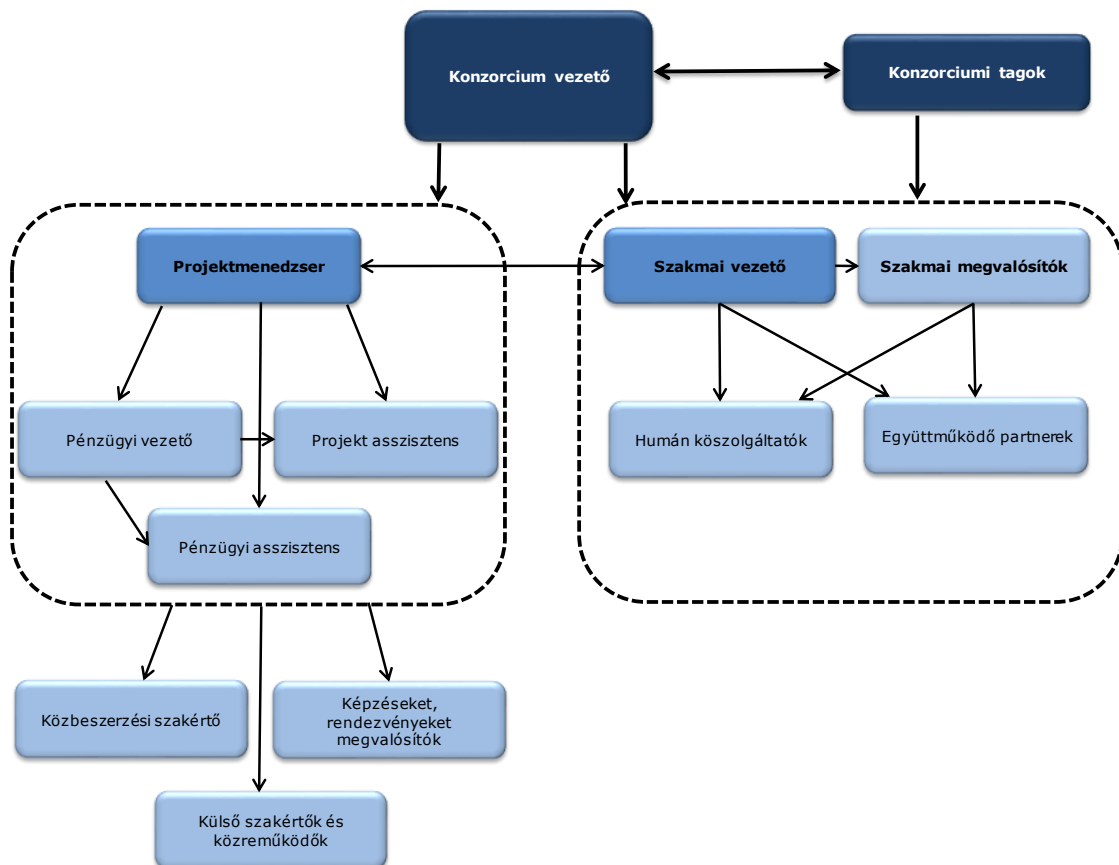 Konzorcium vezető
Konzorciumi tagok
Projektmenedzser
Szakmai vezető
Szakmai megvalósítók
Pénzügyi vezető
Projekt asszisztens
Humán köszolgáltatók
Együttműködő partnerek
Pénzügyi asszisztens
Közbeszerzési szakértő
Képzéseket,
rendezvényeket
megvalósítók
Külső szakértők és
közreműködők